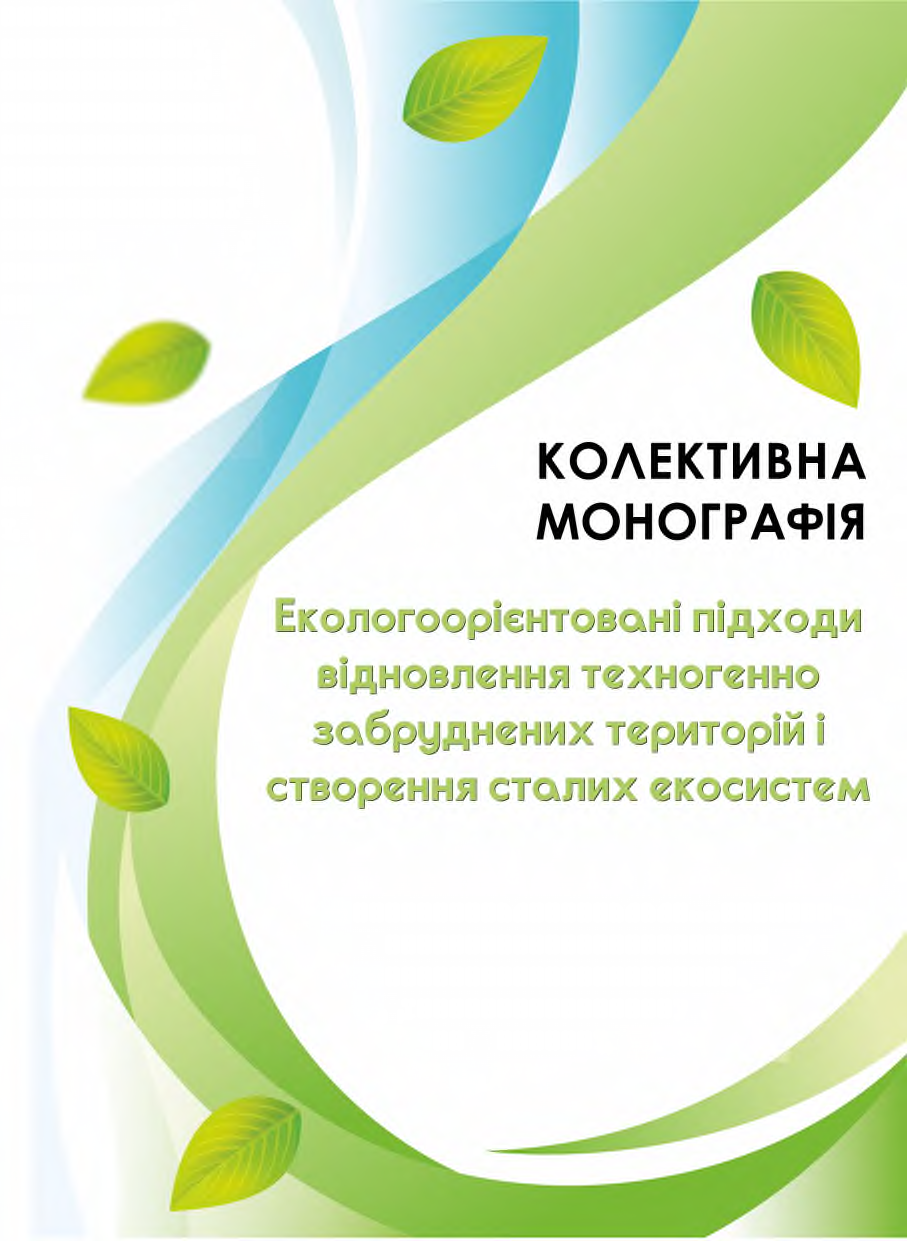 КОЛЕКТИВНА
МОНОГРАФІЯ
Екологоорієнтовані підходи
відновлення техногенно
забруднених територій і
створення сталих екосистем